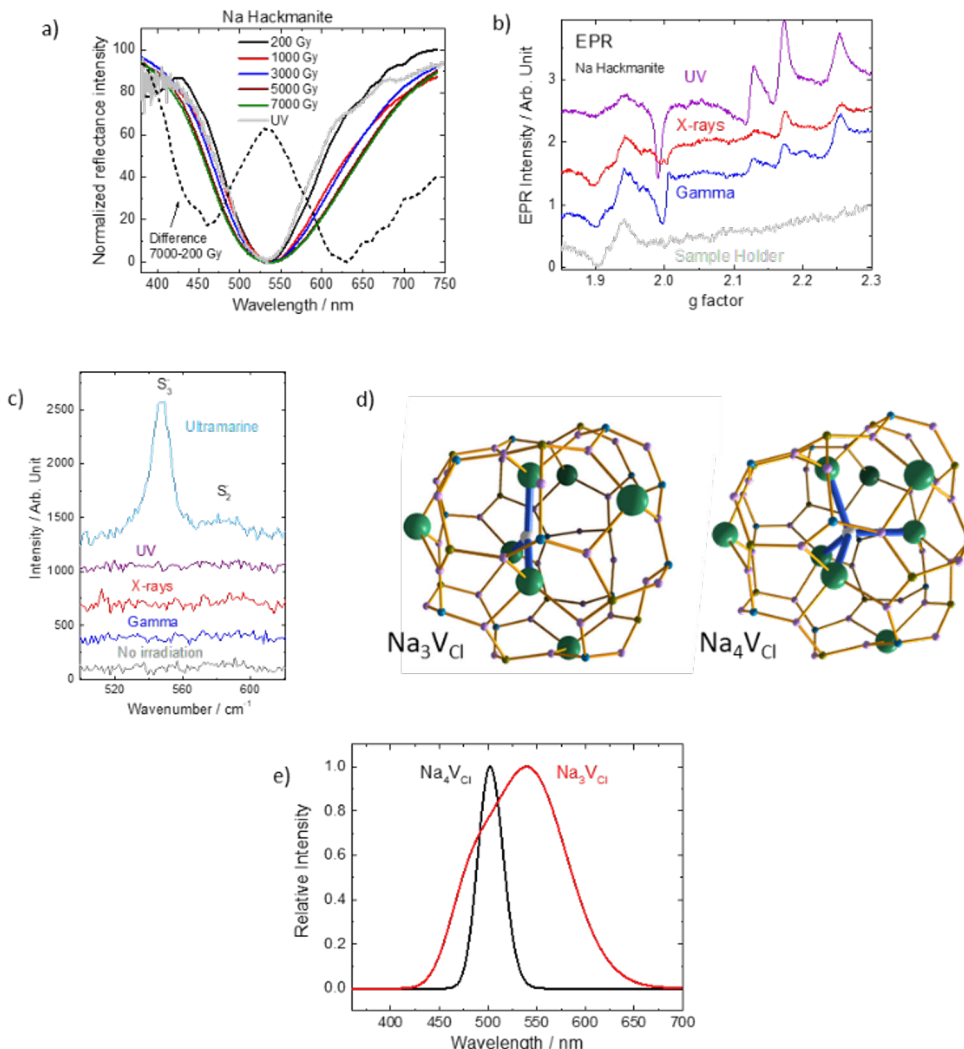 a)
Na Hackmanite
Normalized reflectance intensity
100
80
60
40
20
0
200 Gy
1000 Gy
3000 Gy
5000 Gy
7000 Gy
UV
Difference
7000-200 Gy
400 450 500 550 600 650 700 750
Wavelength / nm
b)
EPR
Na Hackmanite
EPR Intensity / Arb. Unit
3
2
1
0
UV
X-rays
Gamma
Sample Holder
1.9 2.0 2.1 2.2 2.3
g factor
c)
Intensity / Arb. Unit
2500
2000
1500
1000
500
0
S₃⁻
Ultramarine
S₂⁻
UV
X-rays
Gamma
No irradiation
520 560 600
Wavenumber / cm⁻¹
d)
Na₃V_Cl
Na₄V_Cl
e)
Relative Intensity
1.0
0.8
0.6
0.4
0.2
0.0
Na₄V_Cl
Na₃V_Cl
400 450 500 550 600 650 700
Wavelength / nm